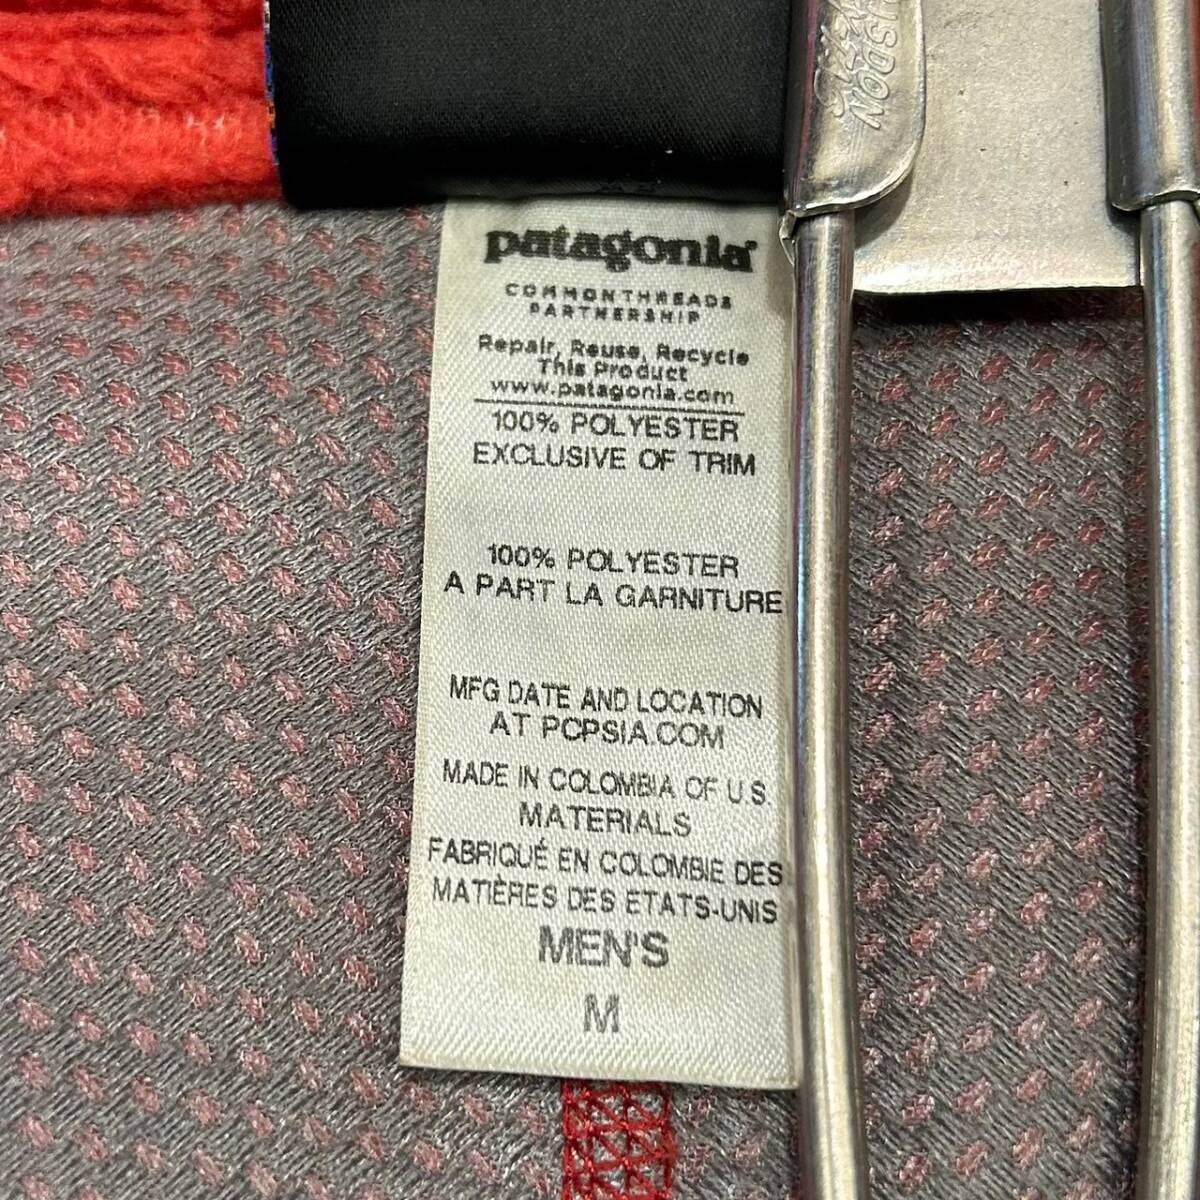 patagonia®
COMMON THREADS
PARTNERSHIP
Repair, Reuse, Recycle
This Product
www.patagonia.com
100% POLYESTER
EXCLUSIVE OF TRIM
100% POLYESTER
A PART LA GARNITURE
MFG DATE AND LOCATION
AT PCPSIA.COM
MADE IN COLOMBIA OF U.S.
MATERIALS
FABRIQUÉ EN COLOMBIE DES
MATIÈRES DES ETATS-UNIS
MEN'S
M